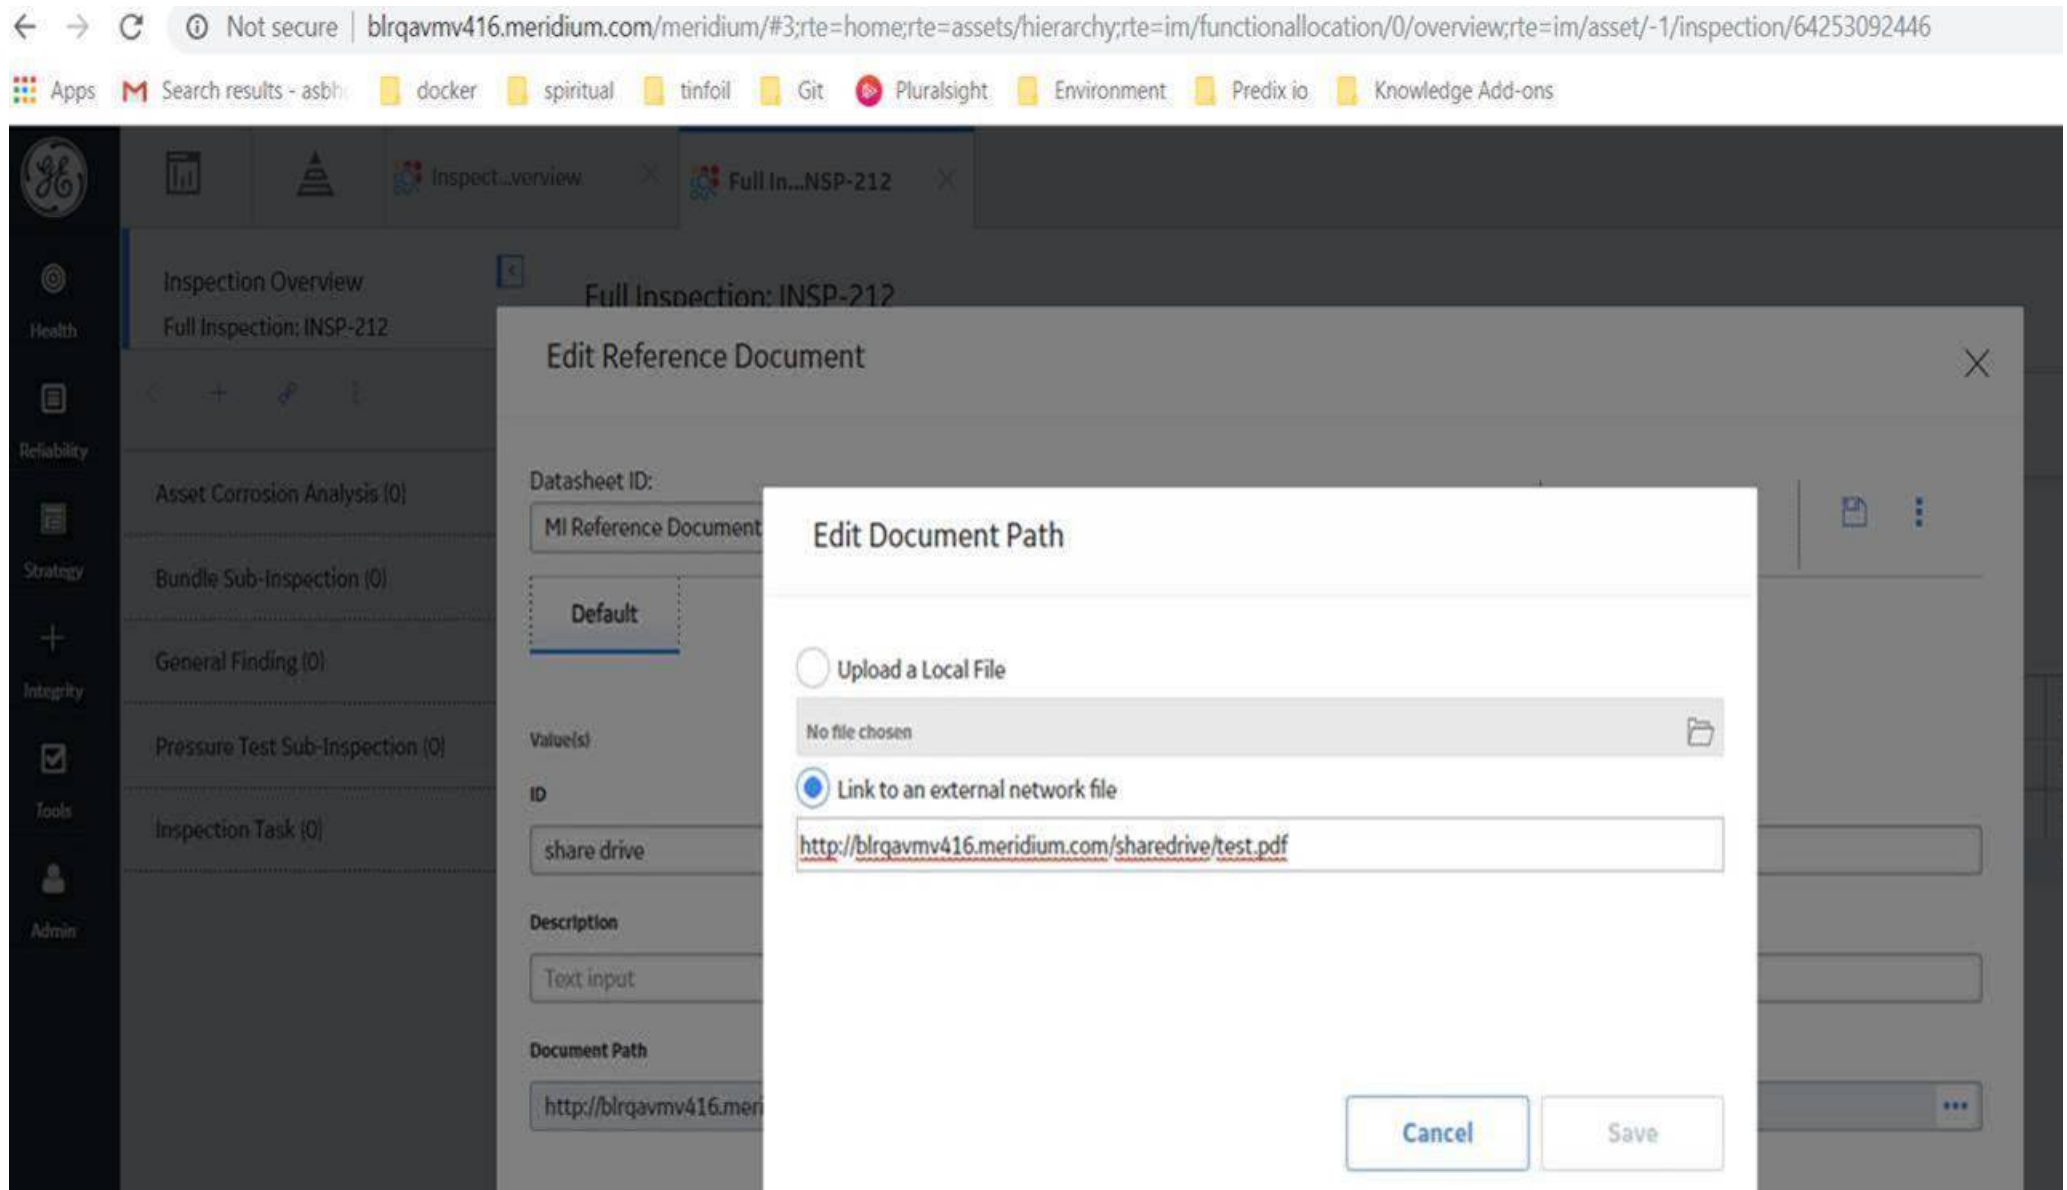 Not secure | blrqavmv416.meridium.com/meridium/#3;rte=home;rte=assets/hierarchy;rte=im/functionallocation/0/overview;rte=im/asset/-1/inspection/64253092446
Apps Search results - asbh docker spiritual tinfoil Git Pluralsight Environment Predix io Knowledge Add-ons
Inspect...verview Full In...NSP-212
Inspection Overview
Full Inspection: INSP-212
Full Inspection: INSP-212
Health
Reliability
Strategy
Integrity
Tools
Admin
Asset Corrosion Analysis (0)
Bundle Sub-Inspection (0)
General Finding (0)
Pressure Test Sub-Inspection (0)
Inspection Task (0)
Edit Reference Document
Datasheet ID:
MI Reference Document
Default
Value(s)
ID
share drive
Description
Text input
Document Path
http://blrqavmv416.meri
Edit Document Path
Upload a Local File
No file chosen
Link to an external network file
http://blrqavmv416.meridium.com/sharedrive/test.pdf
Cancel Save